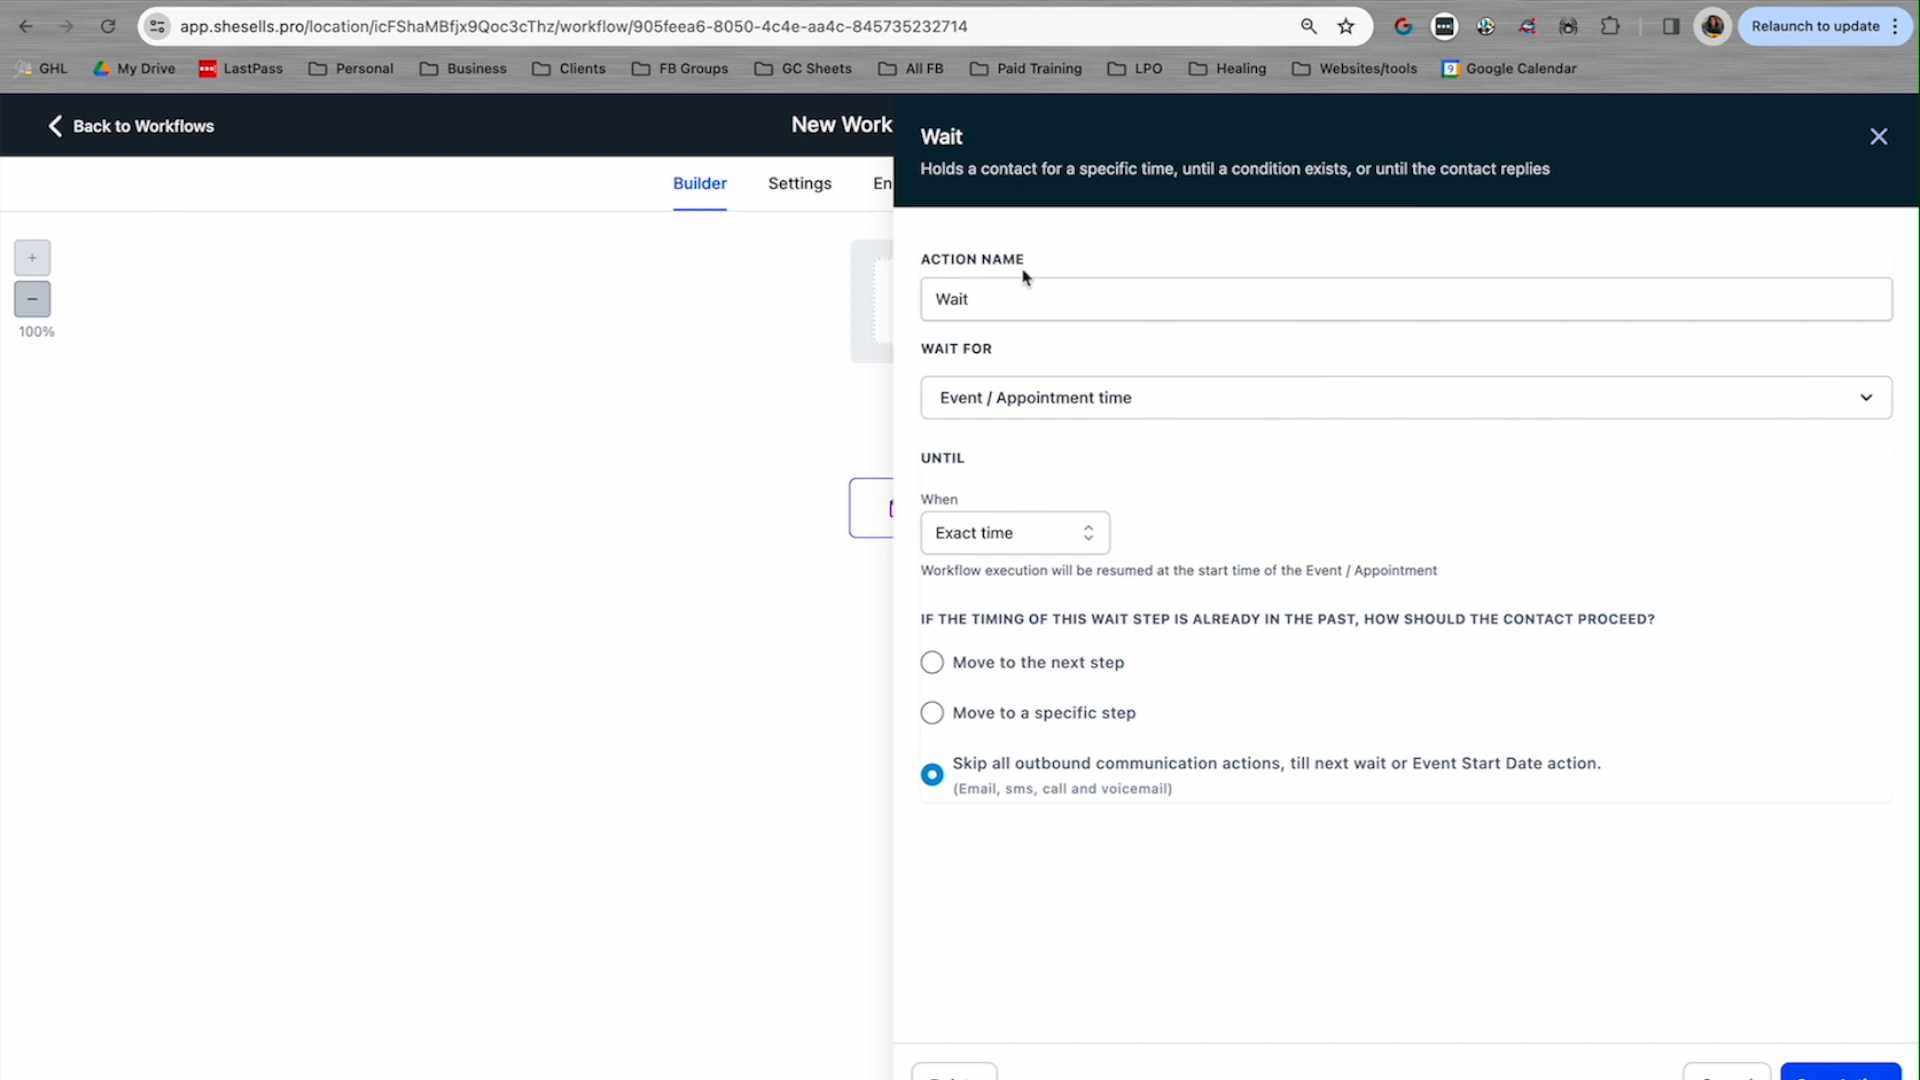 app.shesells.pro/location/icFShaMBfjx9Qoc3cThz/workflow/905feea6-8050-4c4e-aa4c-845735232714
Relaunch to update
GHL My Drive LastPass Personal Business Clients FB Groups GC Sheets All FB Paid Training LPO Healing Websites/tools 9 Google Calendar
Back to Workflows
New Work
Builder Settings En
+
−
100%
Wait
Holds a contact for a specific time, until a condition exists, or until the contact replies
ACTION NAME
Wait
WAIT FOR
Event / Appointment time
UNTIL
When
Exact time
Workflow execution will be resumed at the start time of the Event / Appointment
IF THE TIMING OF THIS WAIT STEP IS ALREADY IN THE PAST, HOW SHOULD THE CONTACT PROCEED?
Move to the next step
Move to a specific step
Skip all outbound communication actions, till next wait or Event Start Date action.
(Email, sms, call and voicemail)